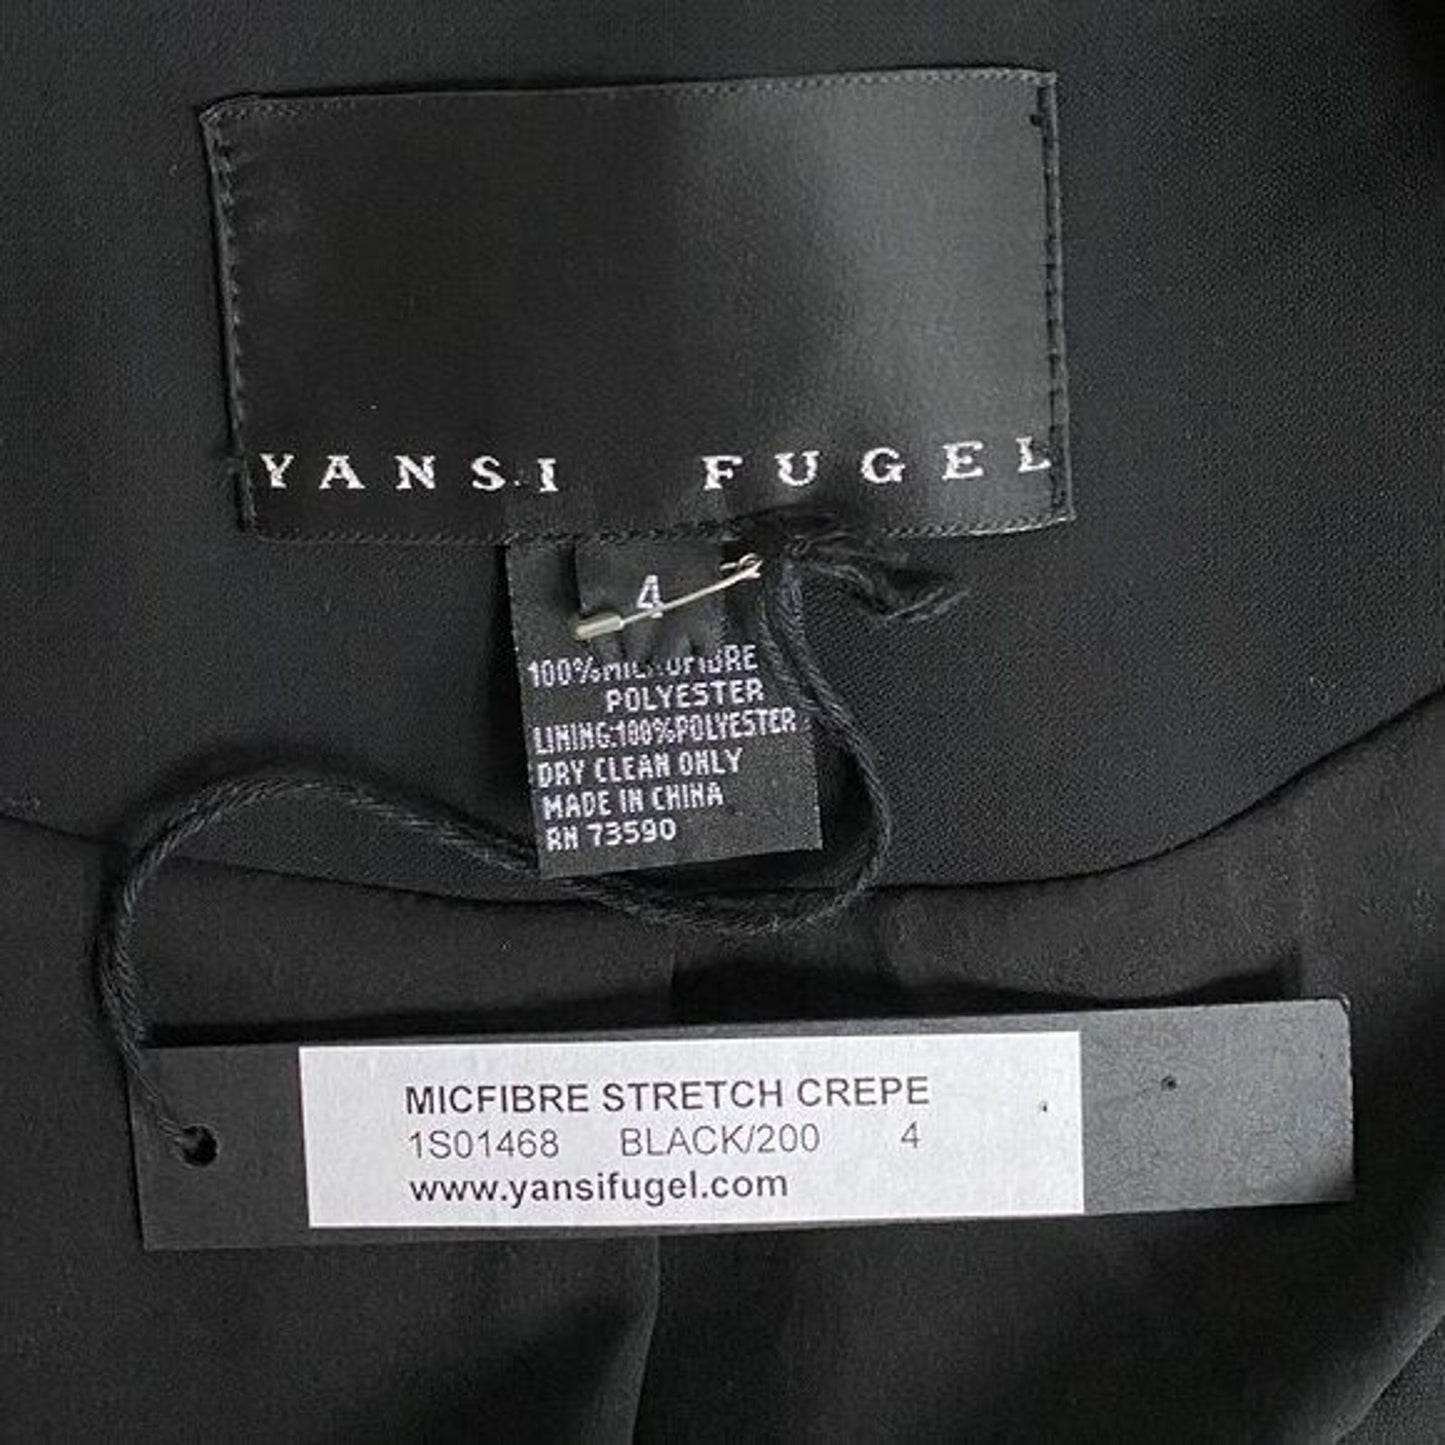 YANSI FUGEL
4
100%MICROFIBRE
POLYESTER
LINING:100%POLYESTER
DRY CLEAN ONLY
MADE IN CHINA
RN 73590
MICFIBRE STRETCH CREPE
1S01468 BLACK/200 4
www.yansifugel.com